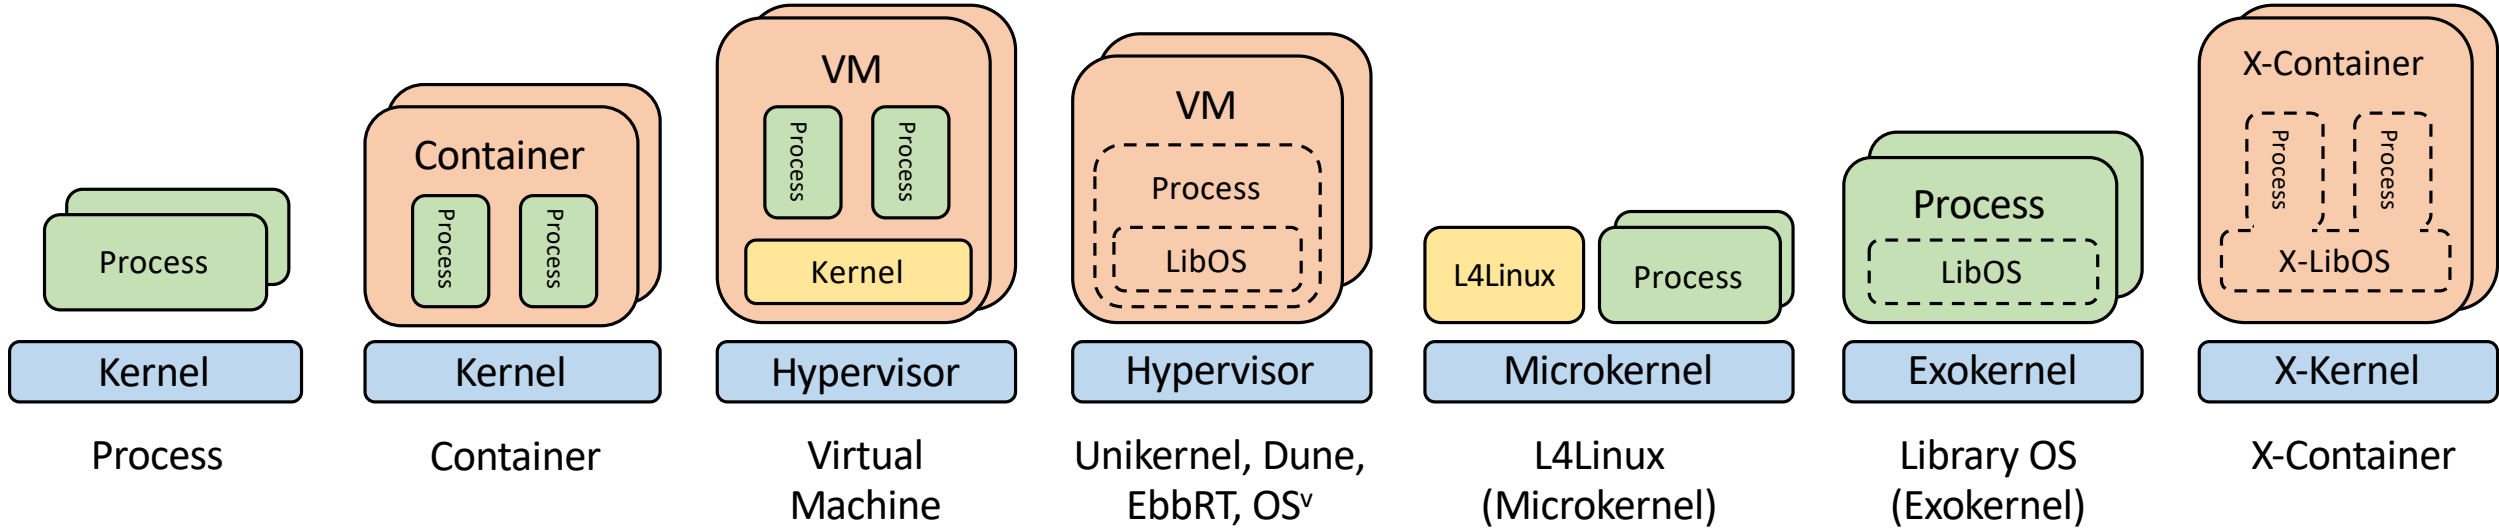 Process
Kernel
Process
Container
Process
Process
Kernel
Container
VM
Process
Process
Kernel
Hypervisor
Virtual
Machine
VM
Process
LibOS
Hypervisor
Unikernel, Dune,
EbbRT, OSᵛ
L4Linux
Process
Microkernel
L4Linux
(Microkernel)
Process
LibOS
Exokernel
Library OS
(Exokernel)
X-Container
Process
Process
X-LibOS
X-Kernel
X-Container